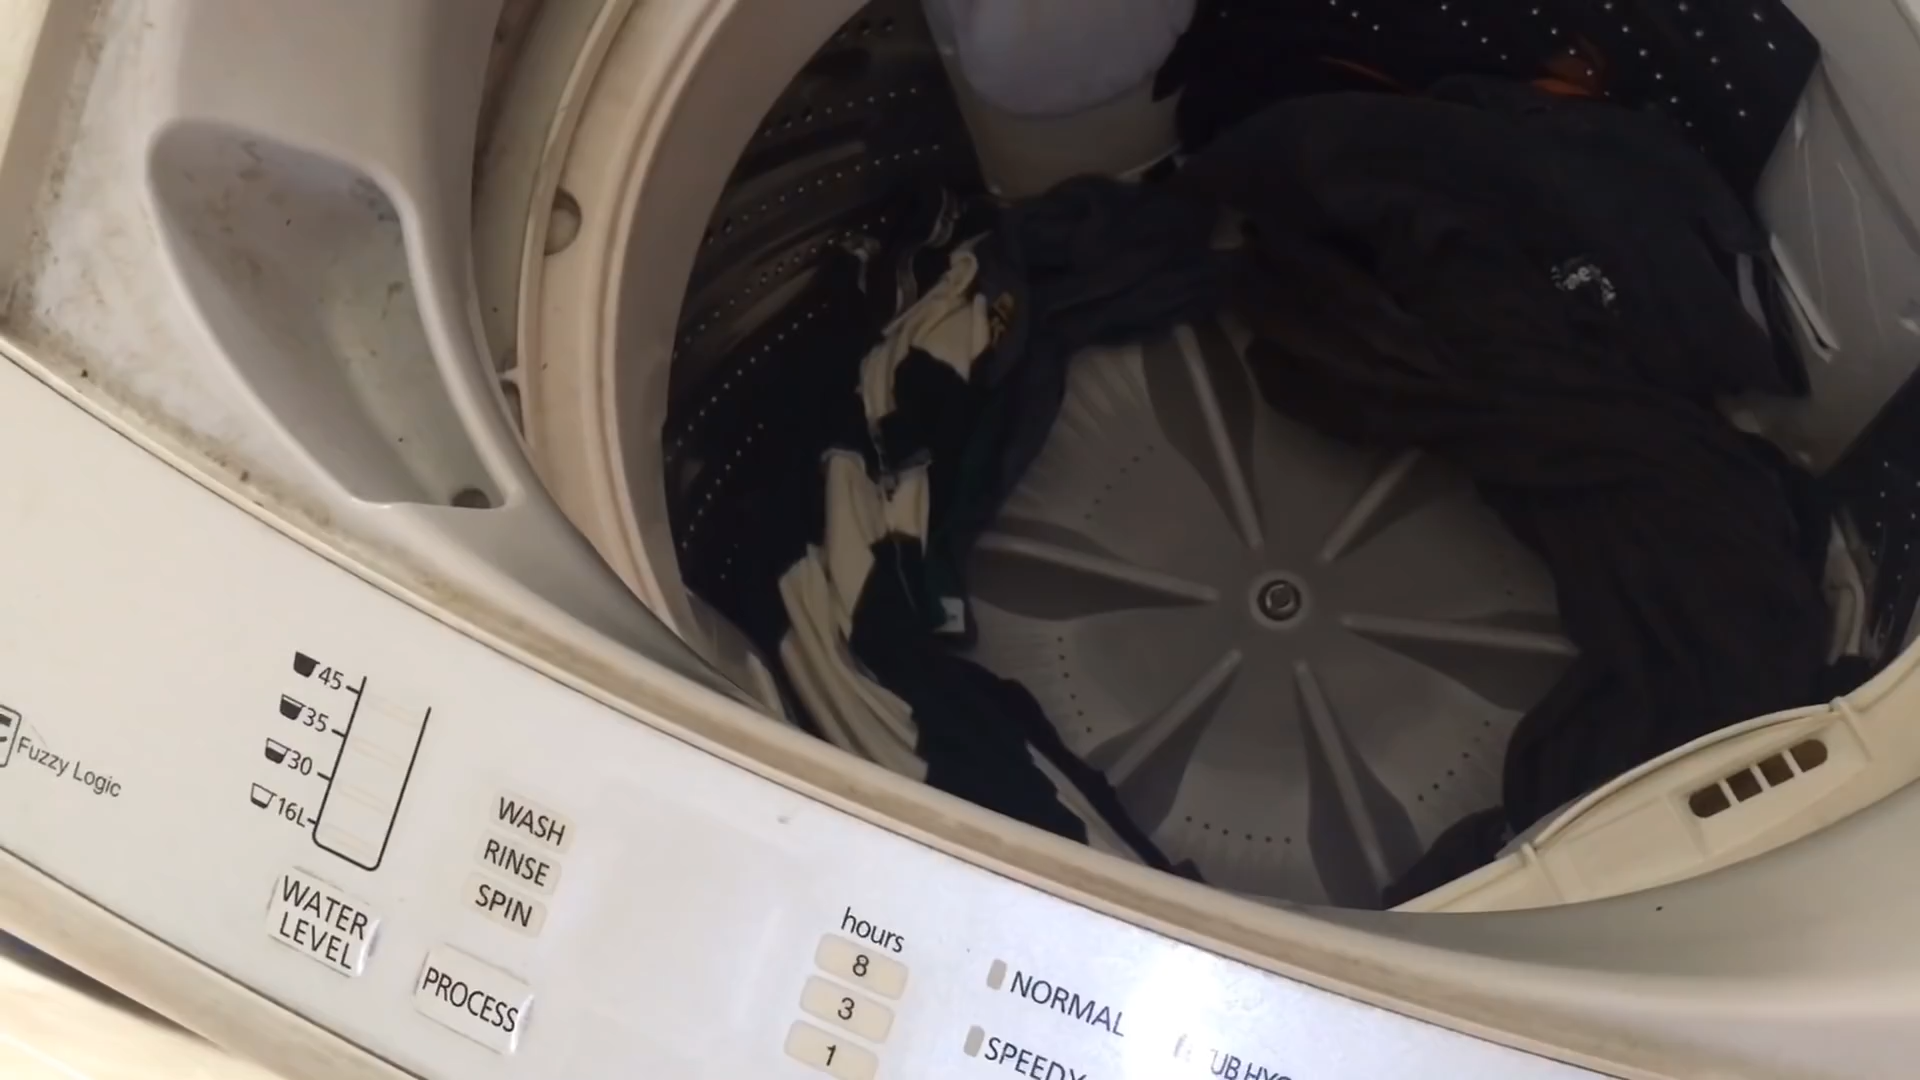 45
35
30
16L
Fuzzy Logic
WASH
RINSE
SPIN
WATER
LEVEL
PROCESS
hours
8
3
1
NORMAL
SPEEDY